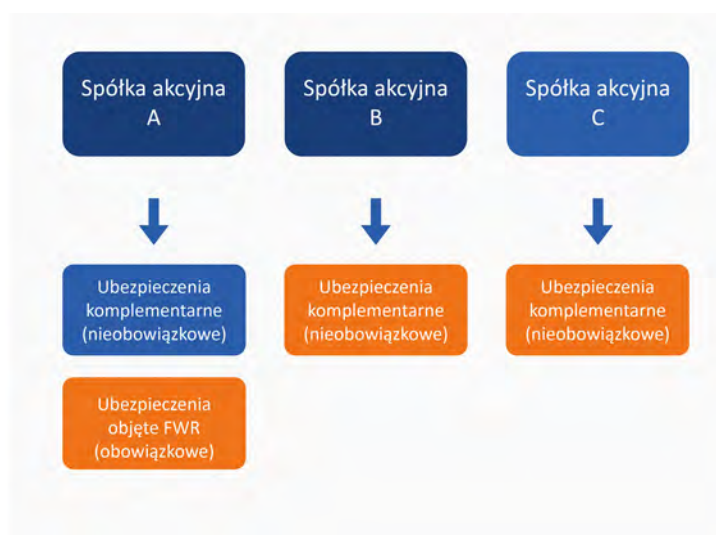 Spółka akcyjna
A
Spółka akcyjna
B
Spółka akcyjna
C
Ubezpieczenia
komplementarne
(nieobowiązkowe)
Ubezpieczenia
komplementarne
(nieobowiązkowe)
Ubezpieczenia
komplementarne
(nieobowiązkowe)
Ubezpieczenia
objęte FWR
(obowiązkowe)